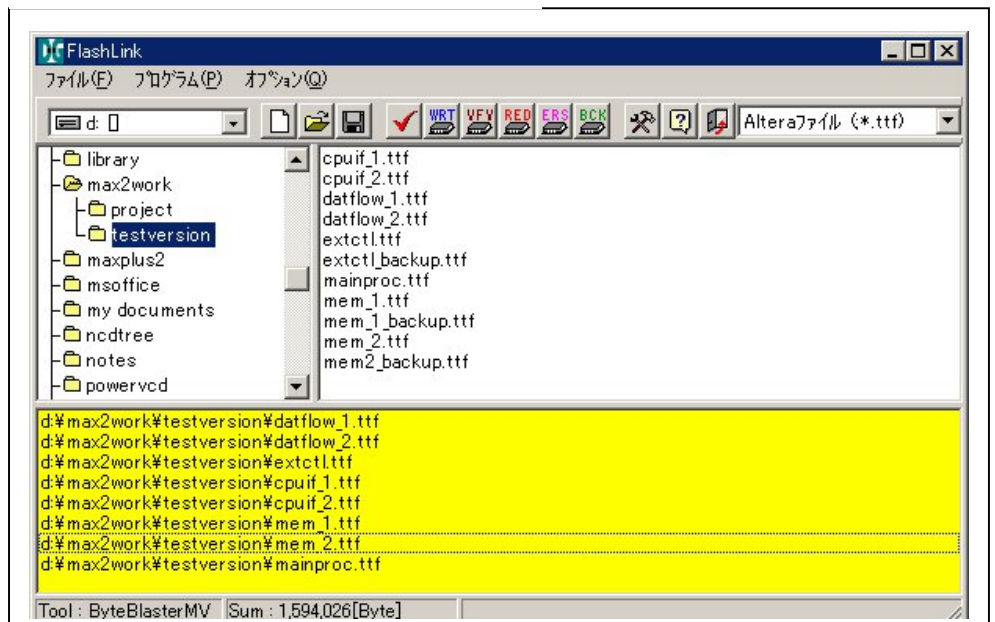 FlashLink
ﾌｧｲﾙ(F) ﾌﾟﾛｸﾞﾗﾑ(P) ｵﾌﾟｼｮﾝ(O)
d: [] WRT VFY RED ERS BCK Alteraﾌｧｲﾙ (*.ttf)
library
max2work
project
testversion
maxplus2
msoffice
my documents
ncdtree
notes
powervcd
cpuif_1.ttf
cpuif_2.ttf
datflow_1.ttf
datflow_2.ttf
extctl.ttf
extctl_backup.ttf
mainproc.ttf
mem_1.ttf
mem_1_backup.ttf
mem_2.ttf
mem2_backup.ttf
d:¥max2work¥testversion¥datflow_1.ttf
d:¥max2work¥testversion¥datflow_2.ttf
d:¥max2work¥testversion¥extctl.ttf
d:¥max2work¥testversion¥cpuif_1.ttf
d:¥max2work¥testversion¥cpuif_2.ttf
d:¥max2work¥testversion¥mem_1.ttf
d:¥max2work¥testversion¥mem_2.ttf
d:¥max2work¥testversion¥mainproc.ttf
Tool : ByteBlasterMV Sum : 1,594,026[Byte]